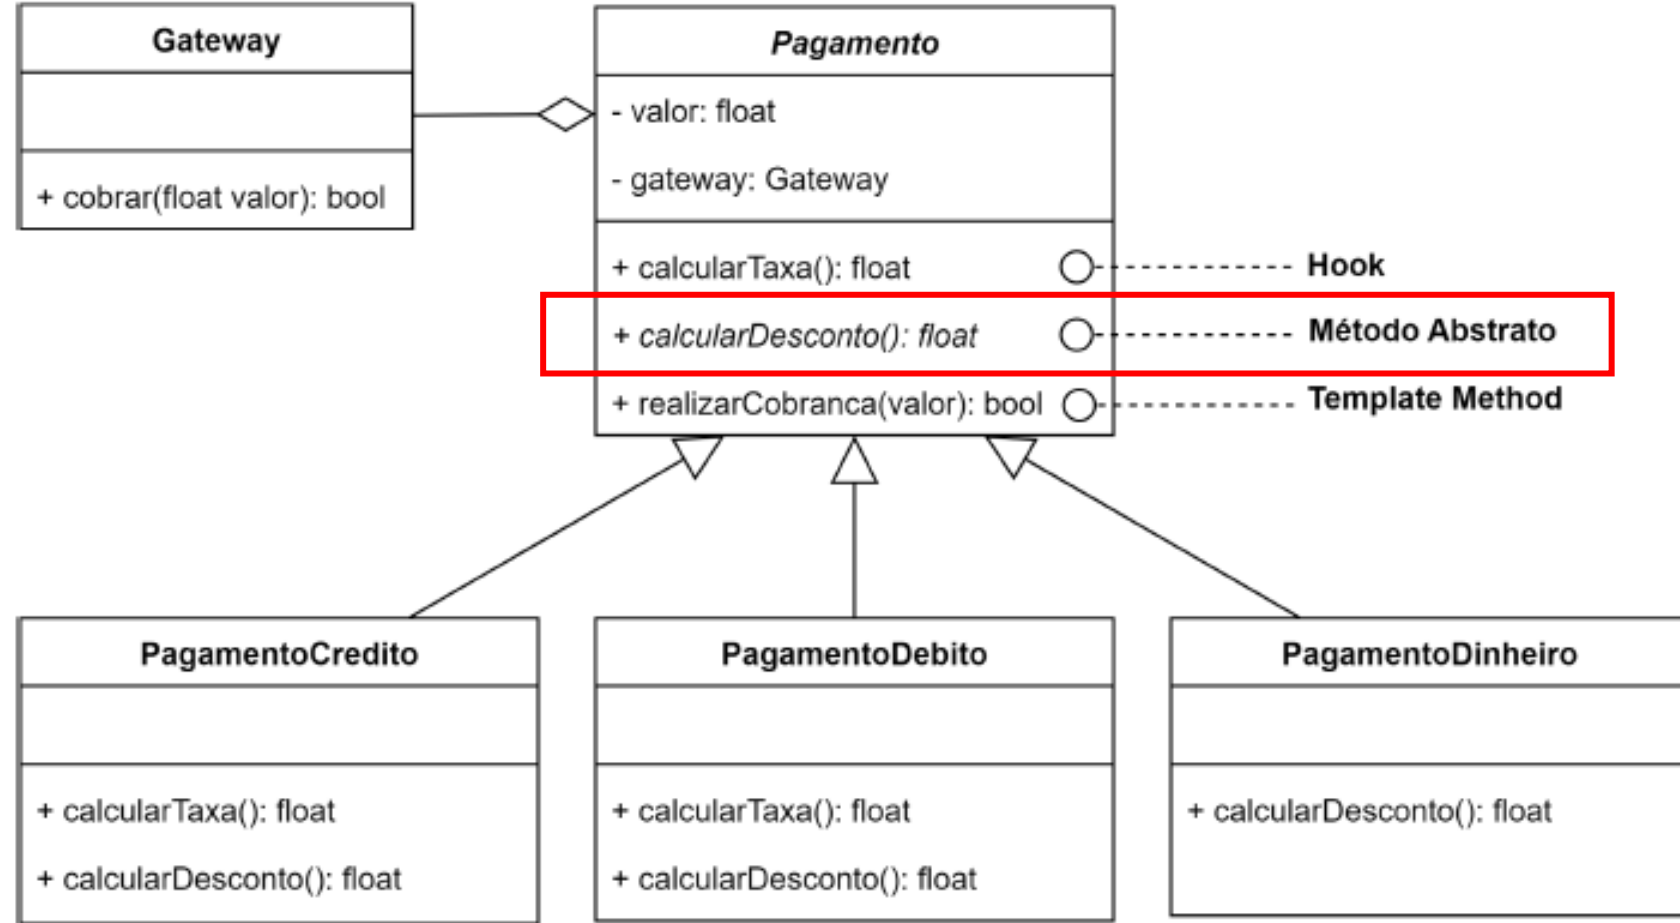 Gateway
+ cobrar(float valor): bool
Pagamento
- valor: float
- gateway: Gateway
+ calcularTaxa(): float
Hook
+ calcularDesconto(): float
Método Abstrato
+ realizarCobranca(valor): bool
Template Method
PagamentoCredito
+ calcularTaxa(): float
+ calcularDesconto(): float
PagamentoDebito
+ calcularTaxa(): float
+ calcularDesconto(): float
PagamentoDinheiro
+ calcularDesconto(): float